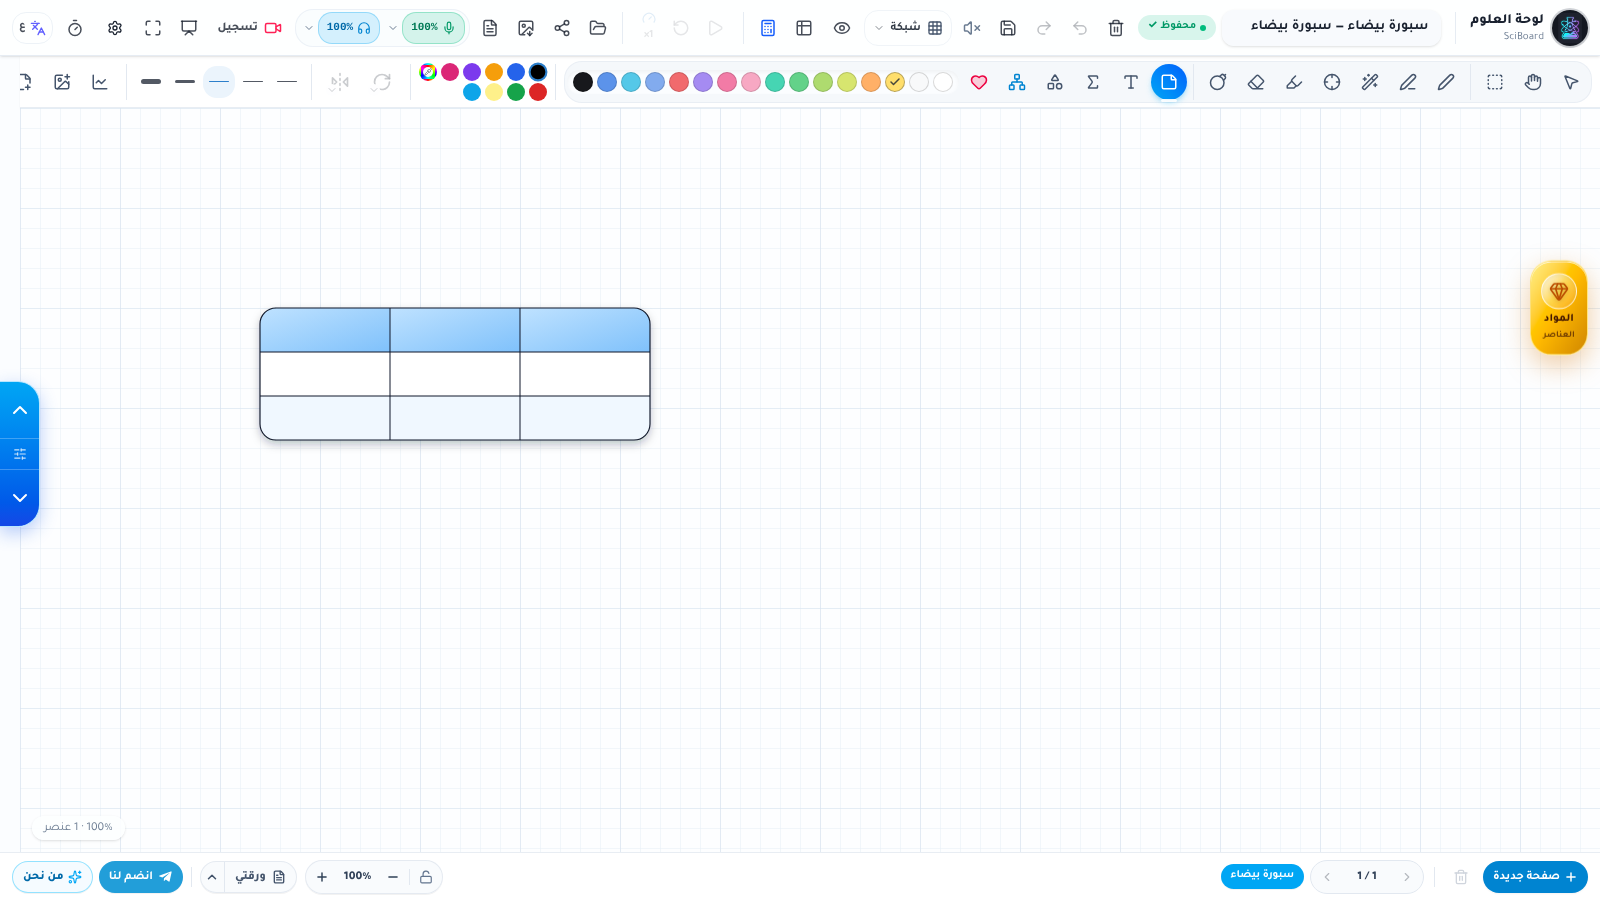 لوحة العلوم
SciBoard
سبورة بيضاء – سبورة بيضاء
محفوظ ✓
شبكة
x1
100%
100%
تسجيل
ع
المواد
العناصر
100% · 1 عنصر
صفحة جديدة
1 / 1
سبورة بيضاء
100%
ورقتي
انضم لنا
من نحن